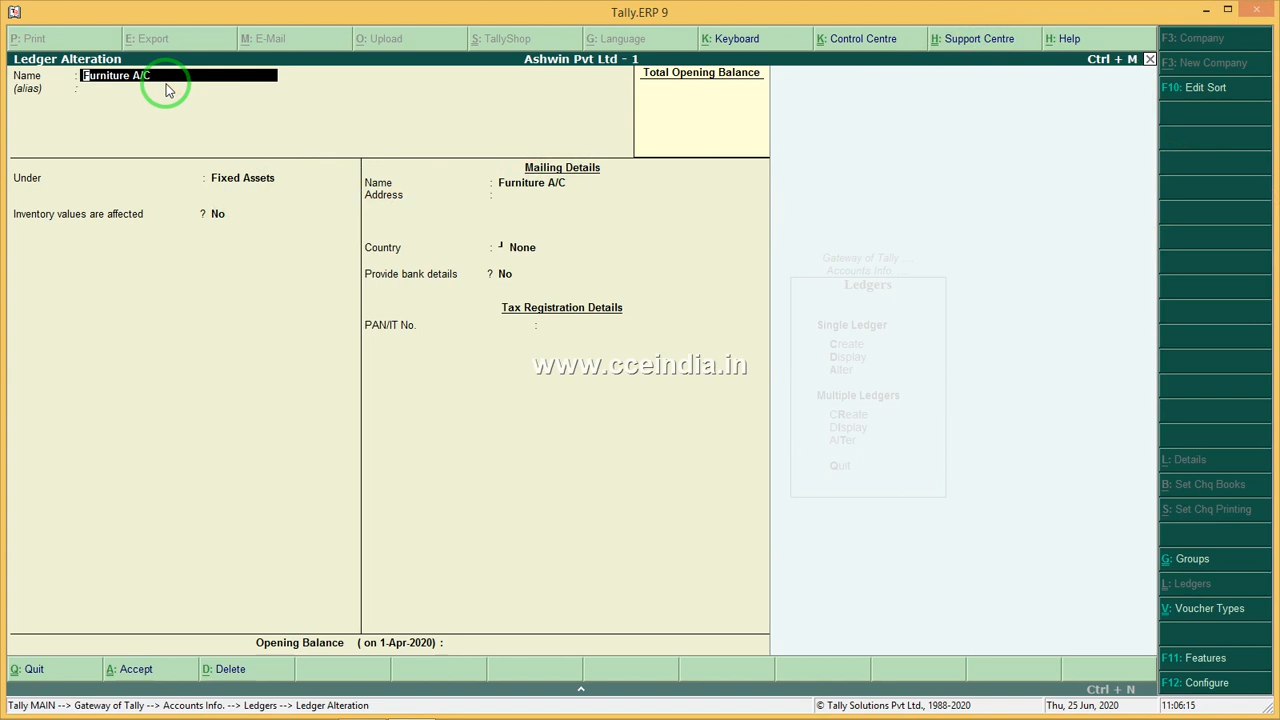 Tally.ERP 9
P: Print
E: Export
M: E-Mail
O: Upload
S: TallyShop
G: Language
K: Keyboard
K: Control Centre
H: Support Centre
H: Help
Ledger Alteration
Ashwin Pvt Ltd - 1
Ctrl + M
Name : Furniture A/C
(alias) :
Total Opening Balance
Under : Fixed Assets
Inventory values are affected ? No
Mailing Details
Name : Furniture A/C
Address :
Country : ┘ None
Provide bank details ? No
Tax Registration Details
PAN/IT No. :
www.cceindia.in
Gateway of Tally ....
Accounts Info.
Ledgers
Single Ledger
Create
Display
Alter
Multiple Ledgers
CReate
DIsplay
AlTer
Quit
Opening Balance ( on 1-Apr-2020) :
F3: Company
F3: New Company
F10: Edit Sort
L: Details
B: Set Chq Books
S: Set Chq Printing
G: Groups
L: Ledgers
V: Voucher Types
F11: Features
F12: Configure
Q: Quit
A: Accept
D: Delete
Ctrl + N
Tally MAIN --> Gateway of Tally --> Accounts Info. --> Ledgers --> Ledger Alteration
© Tally Solutions Pvt Ltd., 1988-2020
Thu, 25 Jun, 2020
11:06:15